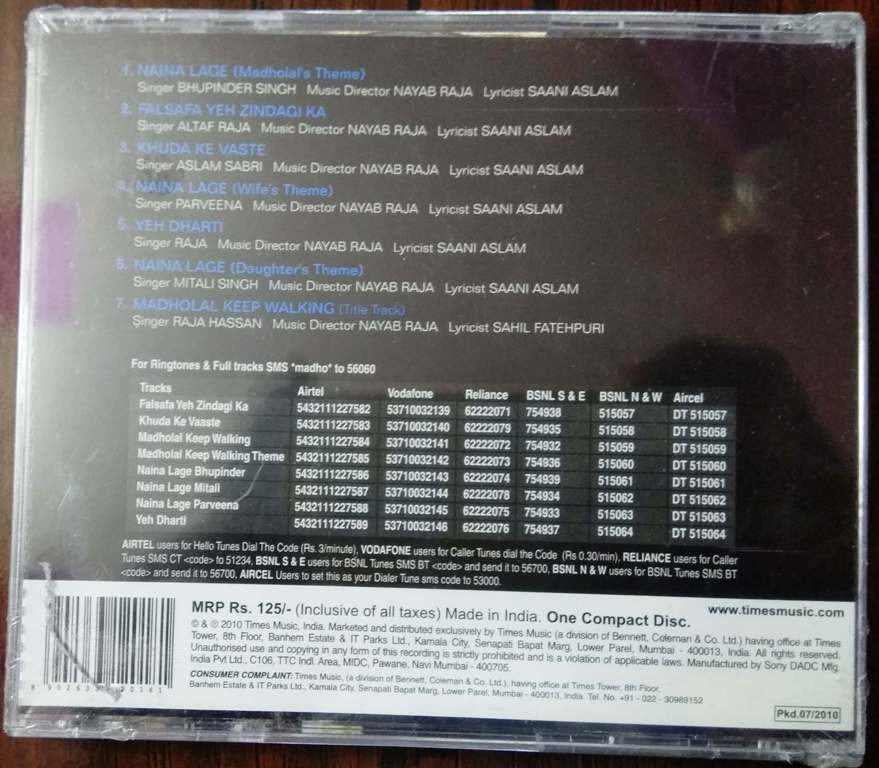 1. NAINA LAGE (Madholal's Theme)
Singer BHUPINDER SINGH Music Director NAYAB RAJA Lyricist SAANI ASLAM
2. FALSAFA YEH ZINDAGI KA
Singer ALTAF RAJA Music Director NAYAB RAJA Lyricist SAANI ASLAM
3. KHUDA KE VASTE
Singer ASLAM SABRI Music Director NAYAB RAJA Lyricist SAANI ASLAM
4. NAINA LAGE (Wife's Theme)
Singer PARVEENA Music Director NAYAB RAJA Lyricist SAANI ASLAM
5. YEH DHARTI
Singer RAJA Music Director NAYAB RAJA Lyricist SAANI ASLAM
6. NAINA LAGE (Daughter's Theme)
Singer MITALI SINGH Music Director NAYAB RAJA Lyricist SAANI ASLAM
7. MADHOLAL KEEP WALKING (Title Track)
Singer RAJA HASSAN Music Director NAYAB RAJA Lyricist SAHIL FATEHPURI
For Ringtones & Full tracks SMS "madho" to 56060
Tracks Airtel Vodafone Reliance BSNL S & E BSNL N & W Aircel
Falsafa Yeh Zindagi Ka 5432111227582 53710032139 62222071 754938 515057 DT 515057
Khuda Ke Vaaste 5432111227583 53710032140 62222079 754935 515058 DT 515058
Madholal Keep Walking 5432111227584 53710032141 62222072 754932 515059 DT 515059
Madholal Keep Walking Theme 5432111227585 53710032142 62222073 754936 515060 DT 515060
Naina Lage Bhupinder 5432111227586 53710032143 62222074 754939 515061 DT 515061
Naina Lage Mitali 5432111227587 53710032144 62222078 754934 515062 DT 515062
Naina Lage Parveena 5432111227588 53710032145 62222075 754933 515063 DT 515063
Yeh Dharti 5432111227589 53710032146 62222076 754937 515064 DT 515064
AIRTEL users for Hello Tunes Dial The Code (Rs. 3/minute), VODAFONE users for Caller Tunes dial the Code (Rs 0.30/min), RELIANCE users for Caller
Tunes SMS CT <code> to 51234, BSNL S & E users for BSNL Tunes SMS BT <code> and send it to 56700, BSNL N & W users for BSNL Tunes SMS BT
<code> and send it to 56700, AIRCEL Users to set this as your Dialer Tune sms code to 53000.
MRP Rs. 125/- (Inclusive of all taxes) Made in India. One Compact Disc. www.timesmusic.com
© & ℗ 2010 Times Music, India. Marketed and distributed exclusively by Times Music (a division of Bennett, Coleman & Co. Ltd.) having office at Times
Tower, 8th Floor, Banhem Estate & IT Parks Ltd., Kamala City, Senapati Bapat Marg, Lower Parel, Mumbai - 400013, India. All rights reserved.
Unauthorised use and copying in any form of this recording is strictly prohibited and is a violation of applicable laws. Manufactured by Sony DADC Mfg.
India Pvt Ltd., C106, TTC Indl. Area, MIDC, Pawane, Navi Mumbai - 400705.
CONSUMER COMPLAINT: Times Music, (a division of Bennett, Coleman & Co. Ltd.), having office at Times Tower, 8th Floor,
Banhem Estate & IT Parks Ltd., Kamala City, Senapati Bapat Marg, Lower Parel, Mumbai - 400013, India. Tel. No. +91 - 022 - 30989152
Pkd.07/2010